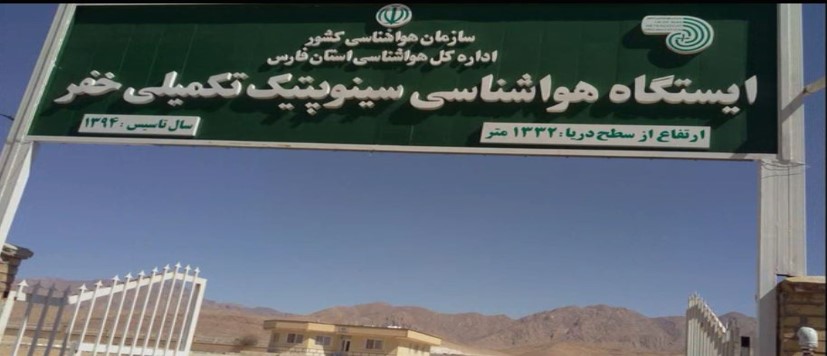 سازمان هواشناسی کشور
اداره کل هواشناسی استان فارس
ایستگاه هواشناسی سینوپتیک تکمیلی خفر
ارتفاع از سطح دریا: ۱۳۳۲ متر
سال تاسیس: ۱۳۹۴